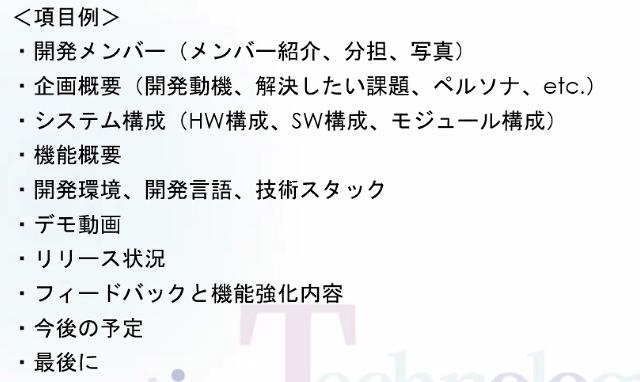 ＜項目例＞
・開発メンバー（メンバー紹介、分担、写真）
・企画概要（開発動機、解決したい課題、ペルソナ、etc.）
・システム構成（HW構成、SW構成、モジュール構成）
・機能概要
・開発環境、開発言語、技術スタック
・デモ動画
・リリース状況
・フィードバックと機能強化内容
・今後の予定
・最後に